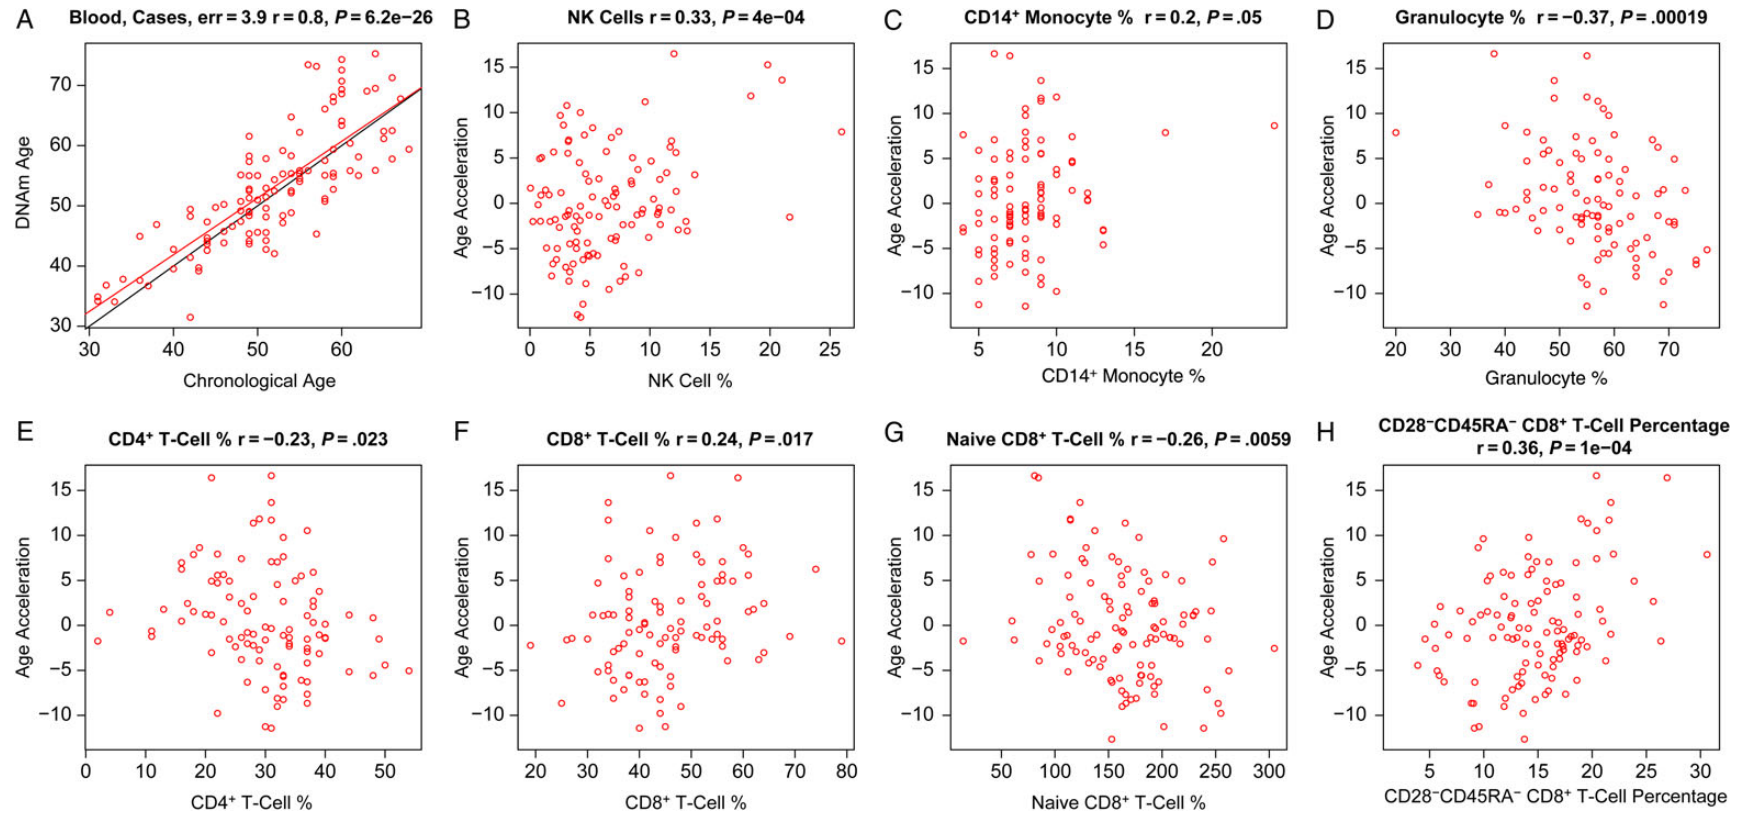 A Blood, Cases, err = 3.9 r = 0.8, P = 6.2e−26
70
60
50
40
30
DNAm Age
30 40 50 60
Chronological Age
B NK Cells r = 0.33, P = 4e−04
15
10
5
0
−5
−10
Age Acceleration
0 5 10 15 20 25
NK Cell %
C CD14⁺ Monocyte % r = 0.2, P = .05
15
10
5
0
−5
−10
Age Acceleration
5 10 15 20
CD14⁺ Monocyte %
D Granulocyte % r = −0.37, P = .00019
15
10
5
0
−5
−10
Age Acceleration
20 30 40 50 60 70
Granulocyte %
E CD4⁺ T-Cell % r = −0.23, P = .023
15
10
5
0
−5
−10
Age Acceleration
0 10 20 30 40 50
CD4⁺ T-Cell %
F CD8⁺ T-Cell % r = 0.24, P = .017
15
10
5
0
−5
−10
Age Acceleration
20 30 40 50 60 70 80
CD8⁺ T-Cell %
G Naive CD8⁺ T-Cell % r = −0.26, P = .0059
15
10
5
0
−5
−10
Age Acceleration
50 100 150 200 250 300
Naive CD8⁺ T-Cell %
H CD28⁻CD45RA⁻ CD8⁺ T-Cell Percentage
r = 0.36, P = 1e−04
15
10
5
0
−5
−10
Age Acceleration
5 10 15 20 25 30
CD28⁻CD45RA⁻ CD8⁺ T-Cell Percentage